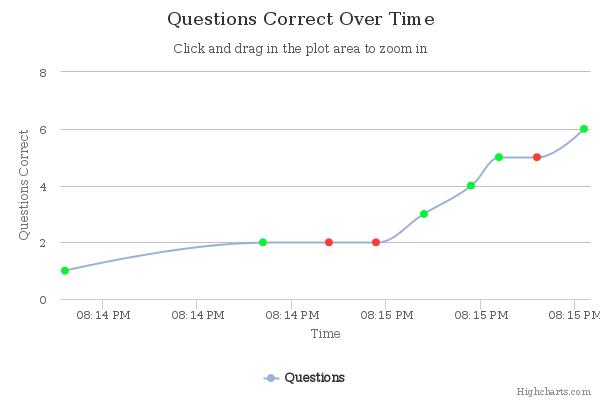 Questions Correct Over Time
Click and drag in the plot area to zoom in
Questions Correct
8
6
4
2
0
08:14 PM 08:14 PM 08:14 PM 08:15 PM 08:15 PM 08:15 PM
Time
Questions
Highcharts.com